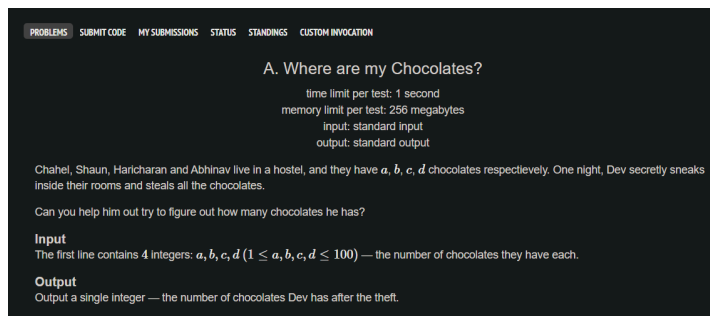 PROBLEMS SUBMIT CODE MY SUBMISSIONS STATUS STANDINGS CUSTOM INVOCATION
A. Where are my Chocolates?
time limit per test: 1 second
memory limit per test: 256 megabytes
input: standard input
output: standard output
Chahel, Shaun, Haricharan and Abhinav live in a hostel, and they have a, b, c, d chocolates respectievely. One night, Dev secretly sneaks
inside their rooms and steals all the chocolates.
Can you help him out try to figure out how many chocolates he has?
Input
The first line contains 4 integers: a, b, c, d (1 ≤ a, b, c, d ≤ 100) — the number of chocolates they have each.
Output
Output a single integer — the number of chocolates Dev has after the theft.